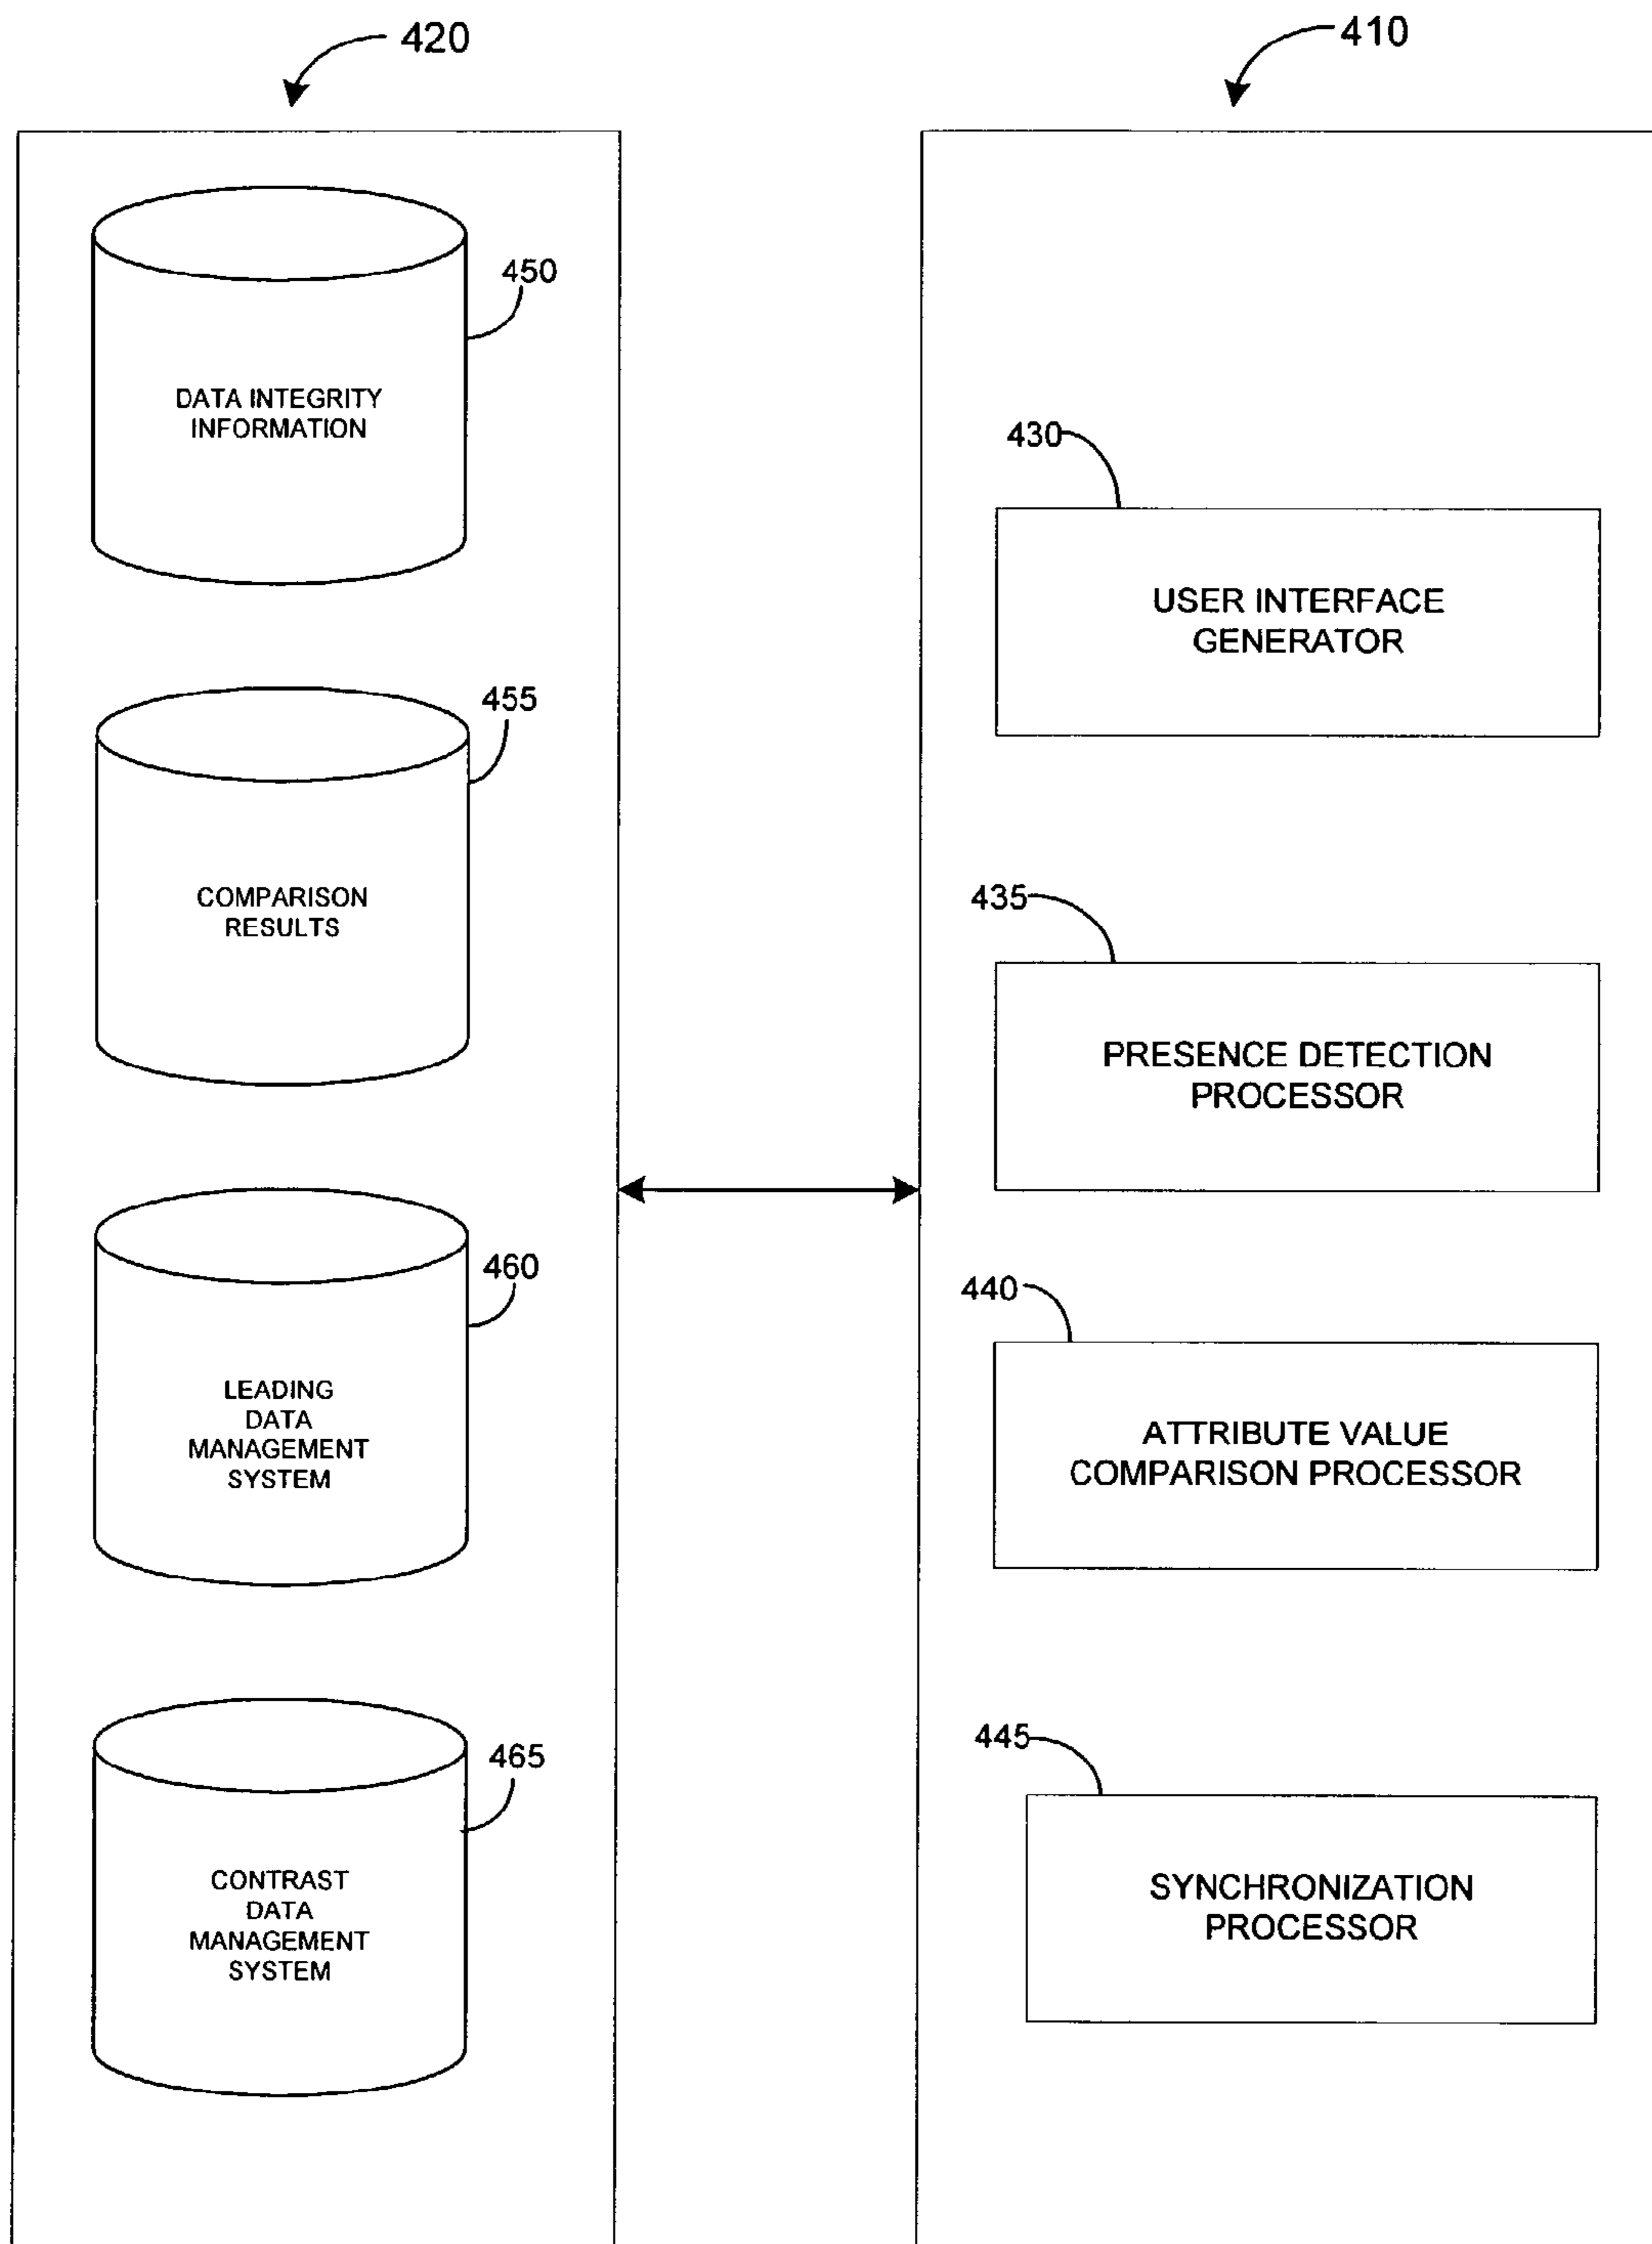 420
450
DATA INTEGRITY
INFORMATION
455
COMPARISON
RESULTS
460
LEADING
DATA
MANAGEMENT
SYSTEM
465
CONTRAST
DATA
MANAGEMENT
SYSTEM
410
430
USER INTERFACE
GENERATOR
435
PRESENCE DETECTION
PROCESSOR
440
ATTRIBUTE VALUE
COMPARISON PROCESSOR
445
SYNCHRONIZATION
PROCESSOR